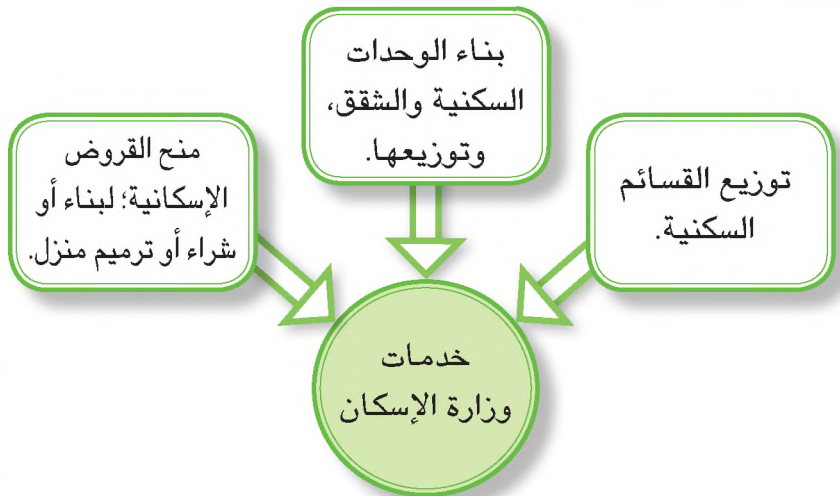 بناء الوحدات
السكنية والشقق،
وتوزيعها.
توزيع القسائم
السكنية.
منح القروض
الإسكانية؛ لبناء أو
شراء أو ترميم منزل.
خدمات
وزارة الإسكان